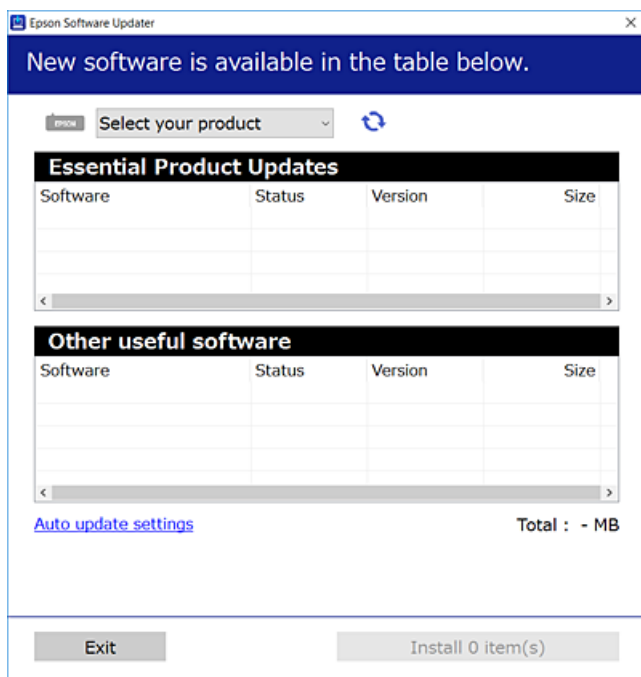 Epson Software Updater
New software is available in the table below.
EPSON Select your product
Essential Product Updates
Software Status Version Size
Other useful software
Software Status Version Size
Auto update settings Total : - MB
Exit Install 0 item(s)